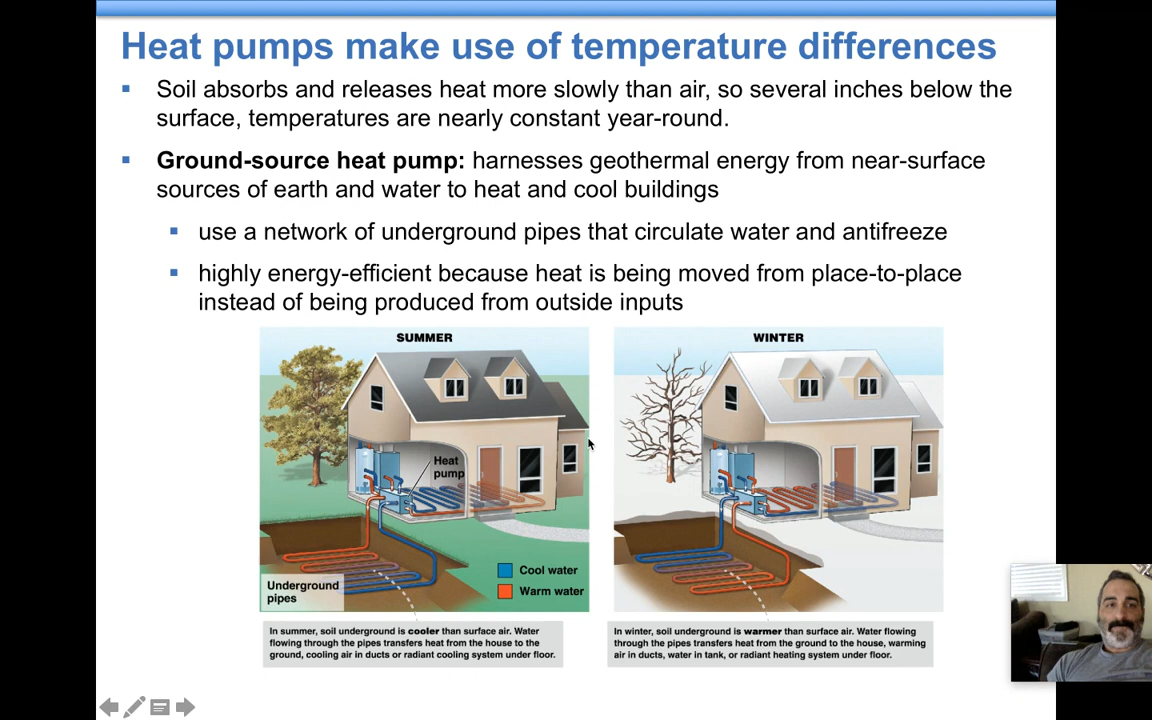 Heat pumps make use of temperature differences
▪ Soil absorbs and releases heat more slowly than air, so several inches below the
surface, temperatures are nearly constant year-round.
▪ Ground-source heat pump: harnesses geothermal energy from near-surface
sources of earth and water to heat and cool buildings
▪ use a network of underground pipes that circulate water and antifreeze
▪ highly energy-efficient because heat is being moved from place-to-place
instead of being produced from outside inputs
SUMMER
Heat
pump
Underground
pipes
Cool water
Warm water
In summer, soil underground is cooler than surface air. Water
flowing through the pipes transfers heat from the house to the
ground, cooling air in ducts or radiant cooling system under floor.
WINTER
In winter, soil underground is warmer than surface air. Water flowing
through the pipes transfers heat from the ground to the house, warming
air in ducts, water in tank, or radiant heating system under floor.